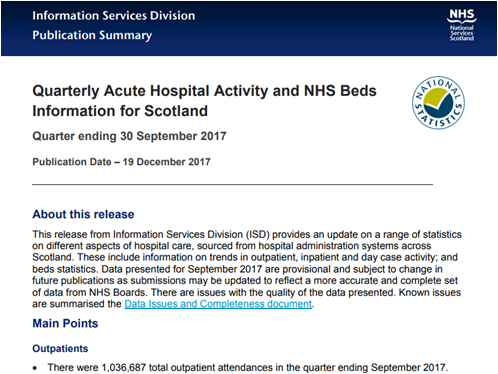 Information Services Division
Publication Summary
NHS
National
Services
Scotland
Quarterly Acute Hospital Activity and NHS Beds
Information for Scotland
NATIONAL
STATISTICS
Quarter ending 30 September 2017
Publication Date – 19 December 2017
About this release
This release from Information Services Division (ISD) provides an update on a range of statistics
on different aspects of hospital care, sourced from hospital administration systems across
Scotland. These include information on trends in outpatient, inpatient and day case activity; and
beds statistics. Data presented for September 2017 are provisional and subject to change in
future publications as submissions may be updated to reflect a more accurate and complete set
of data from NHS Boards. There are issues with the quality of the data presented. Known issues
are summarised the Data Issues and Completeness document.
Main Points
Outpatients
• There were 1,036,687 total outpatient attendances in the quarter ending September 2017.